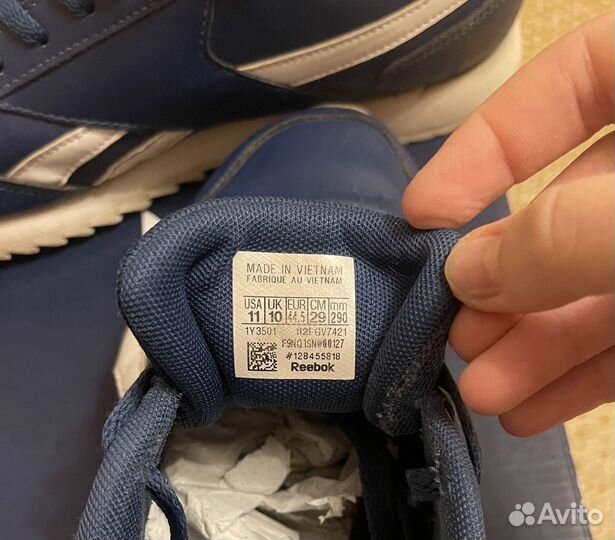 MADE IN VIETNAM
FABRIQUE AU VIETNAM
USA UK EUR CM mm
11 10 44.5 29 290
1Y3501 GV7421
#128455818
Reebok
Avito